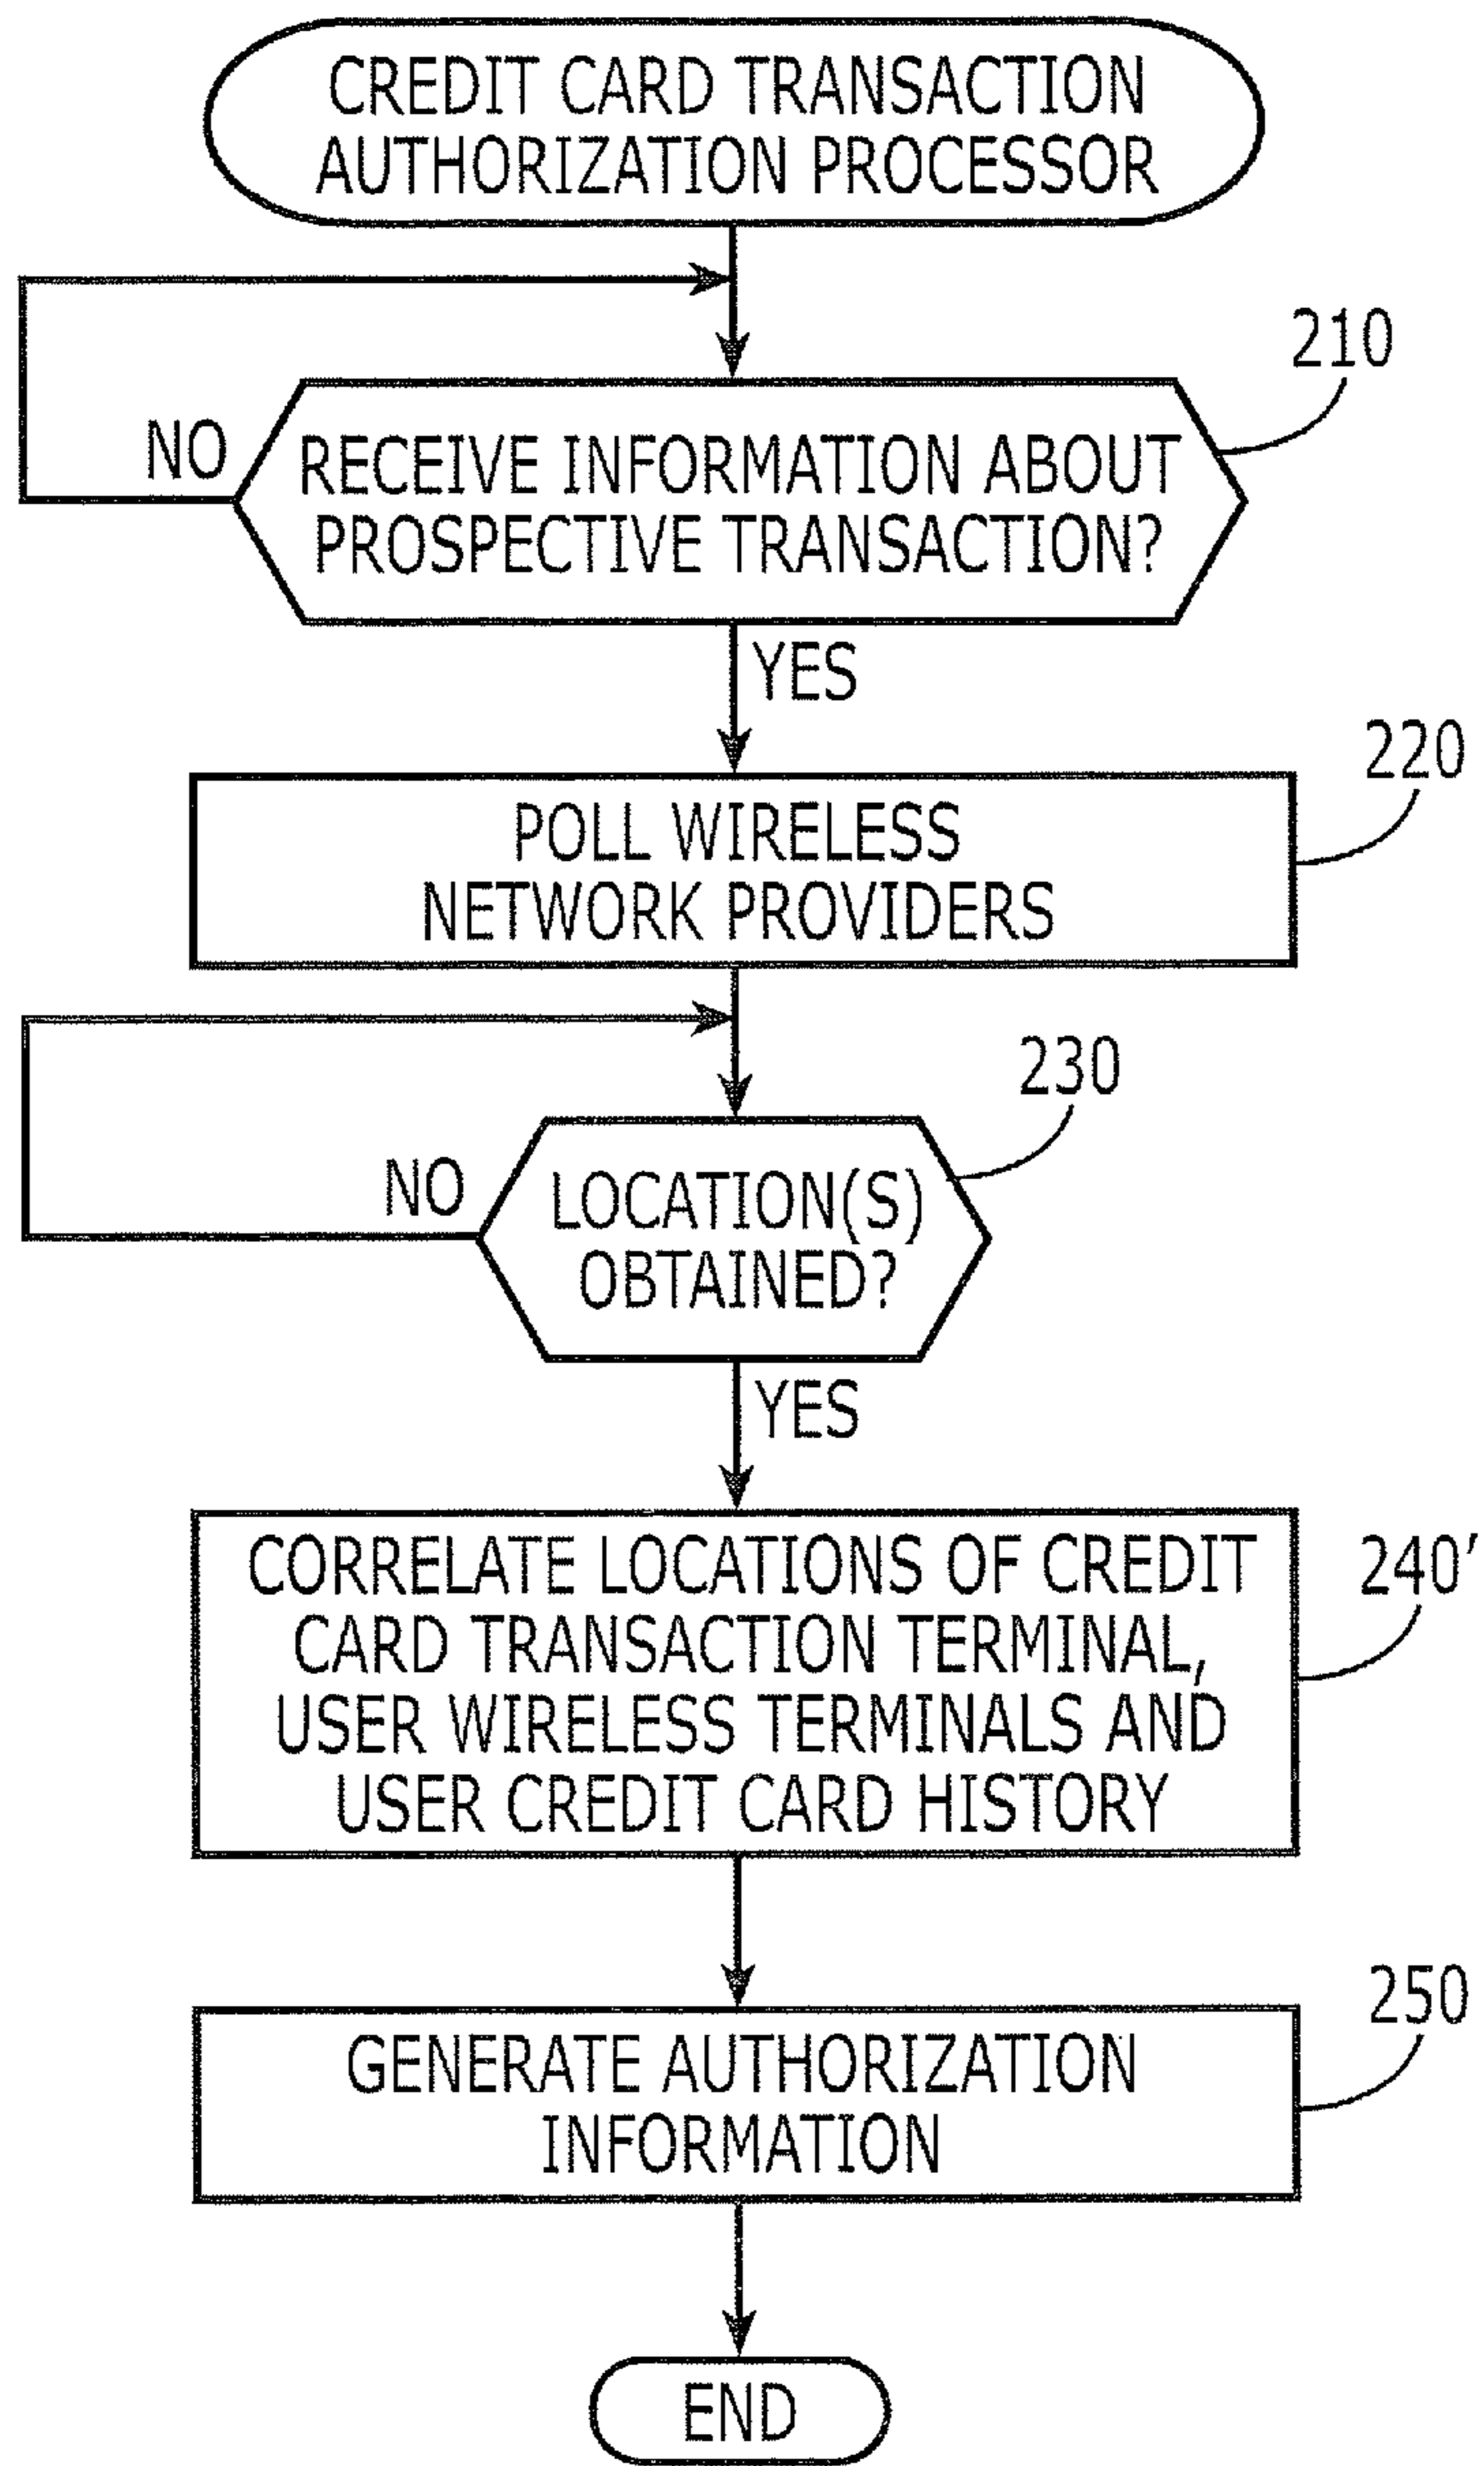 CREDIT CARD TRANSACTION
AUTHORIZATION PROCESSOR
210
NO
RECEIVE INFORMATION ABOUT
PROSPECTIVE TRANSACTION?
YES
220
POLL WIRELESS
NETWORK PROVIDERS
230
NO
LOCATION(S)
OBTAINED?
YES
240'
CORRELATE LOCATIONS OF CREDIT
CARD TRANSACTION TERMINAL,
USER WIRELESS TERMINALS AND
USER CREDIT CARD HISTORY
250
GENERATE AUTHORIZATION
INFORMATION
END